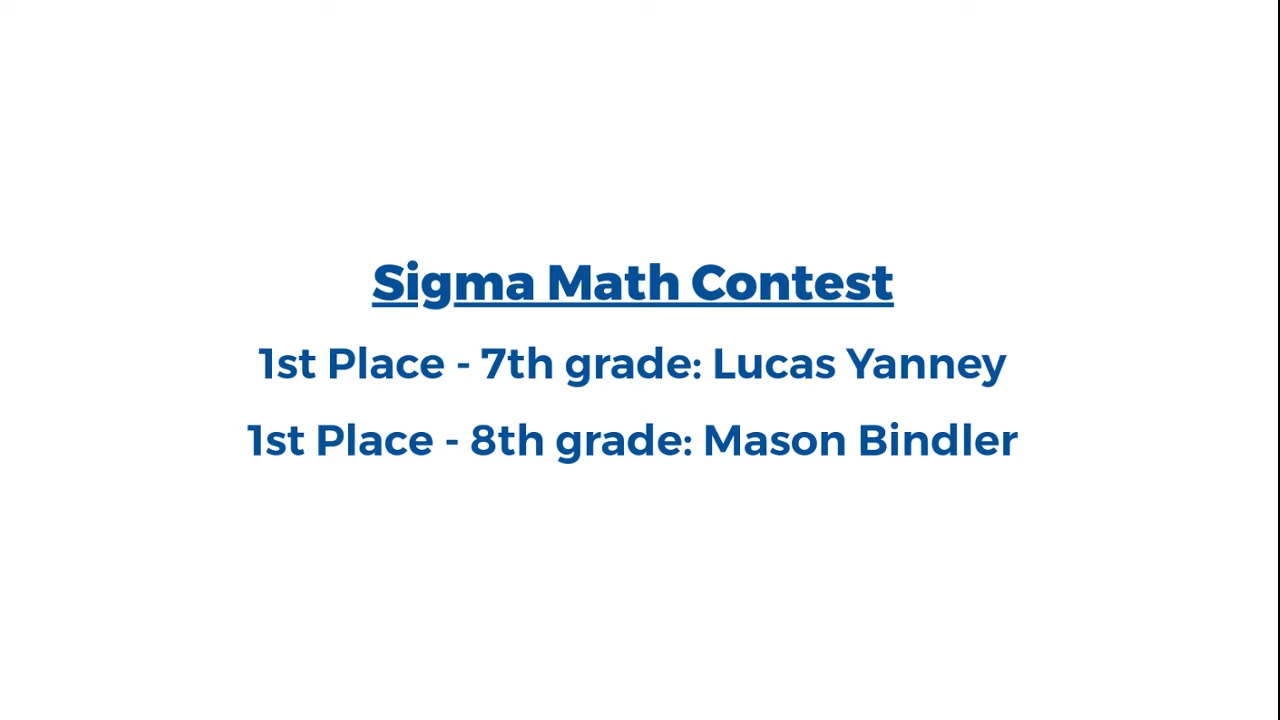 Sigma Math Contest
1st Place - 7th grade: Lucas Yanney
1st Place - 8th grade: Mason Bindler